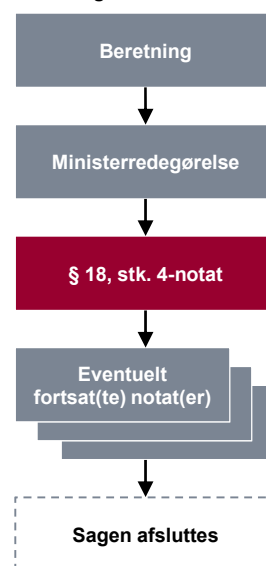 Beretning
Ministerredegørelse
§ 18, stk. 4-notat
Eventuelt
fortsat(te) notat(er)
Sagen afsluttes